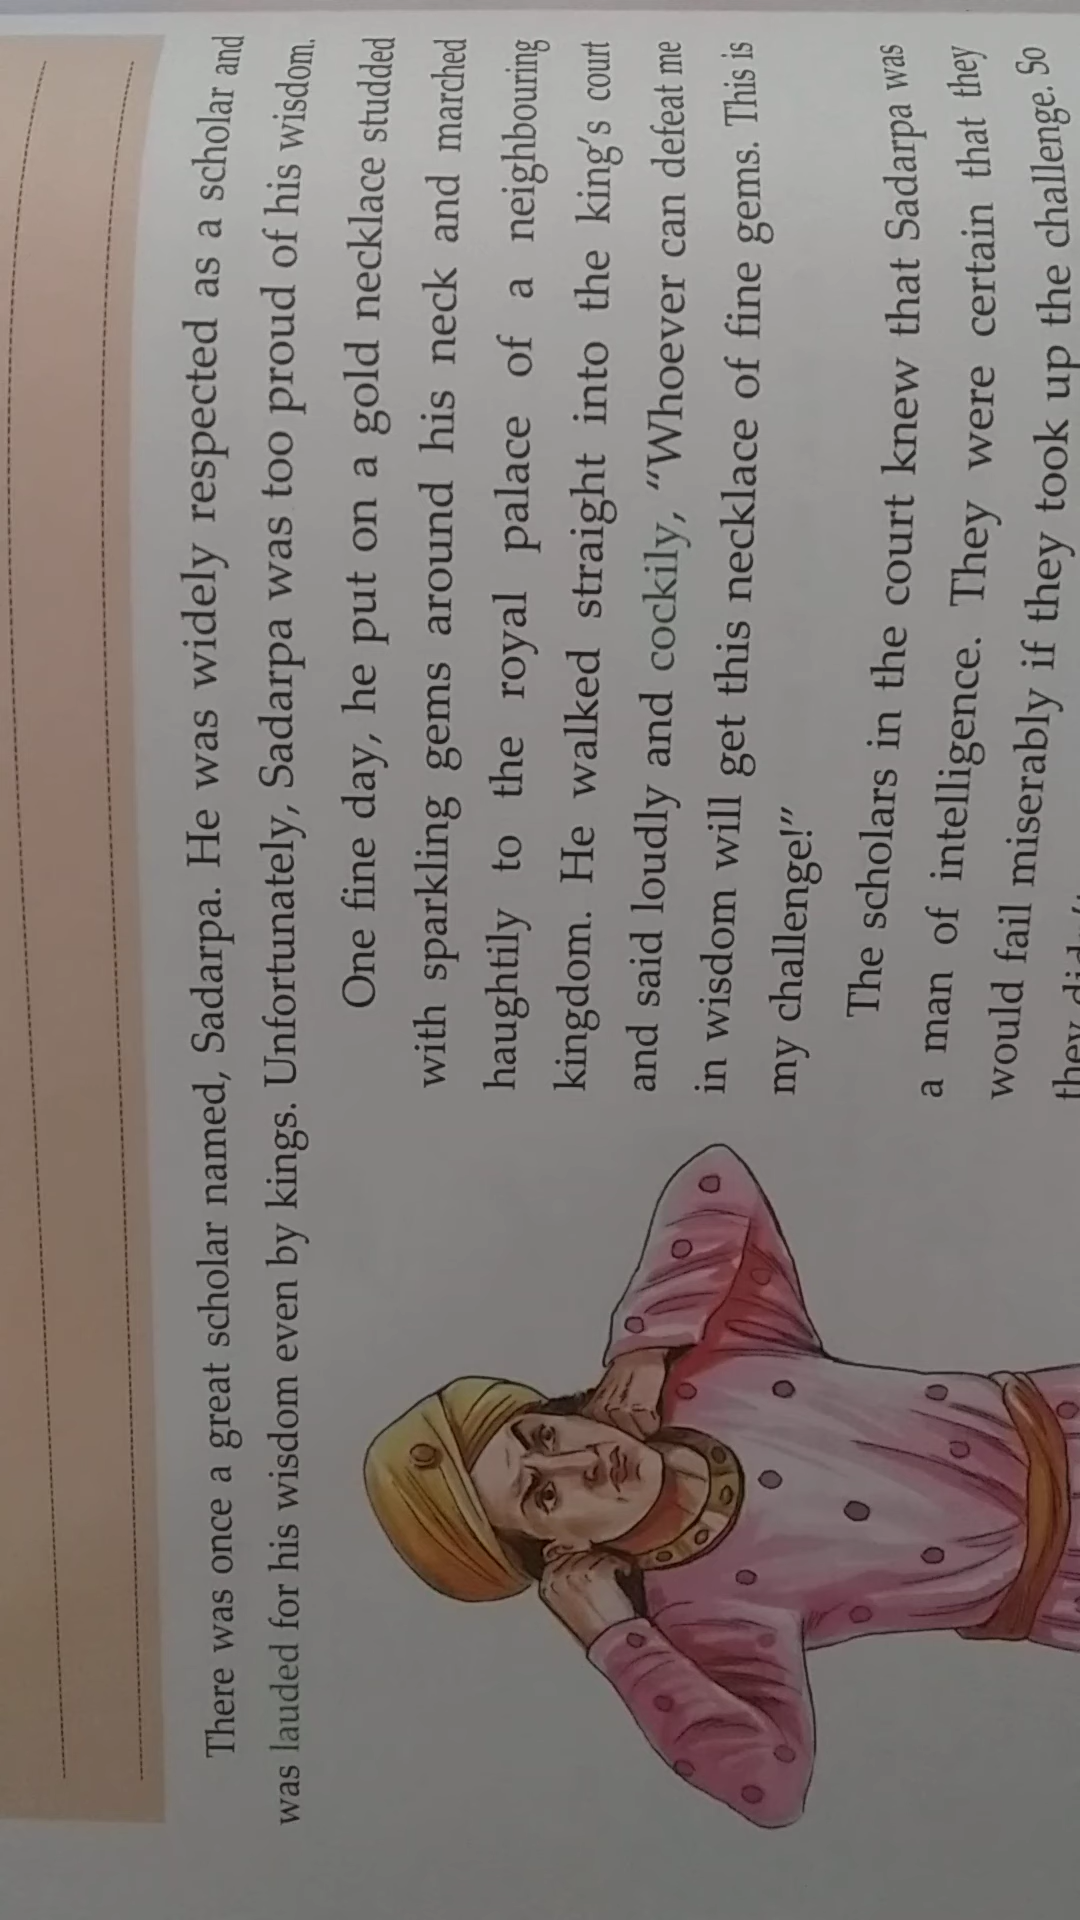 There was once a great scholar named, Sadarpa. He was widely respected as a scholar and
was lauded for his wisdom even by kings. Unfortunately, Sadarpa was too proud of his wisdom.
One fine day, he put on a gold necklace studded
with sparkling gems around his neck and marched
haughtily to the royal palace of a neighbouring
kingdom. He walked straight into the king's court
and said loudly and cockily, "Whoever can defeat me
in wisdom will get this necklace of fine gems. This is
my challenge!"
The scholars in the court knew that Sadarpa was
a man of intelligence. They were certain that they
would fail miserably if they took up the challenge. So
they